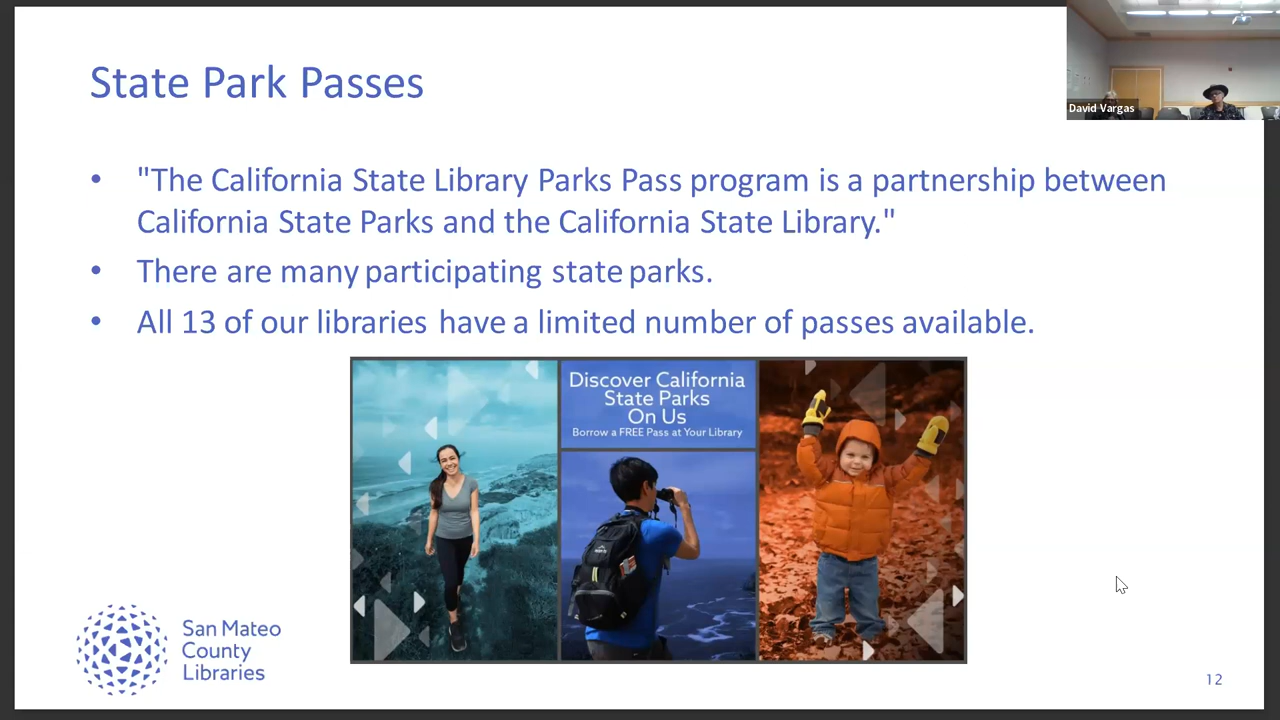 State Park Passes
David Vargas
• "The California State Library Parks Pass program is a partnership between
California State Parks and the California State Library."
• There are many participating state parks.
• All 13 of our libraries have a limited number of passes available.
Discover California
State Parks
On Us
Borrow a FREE Pass at Your Library
San Mateo
County
Libraries
12